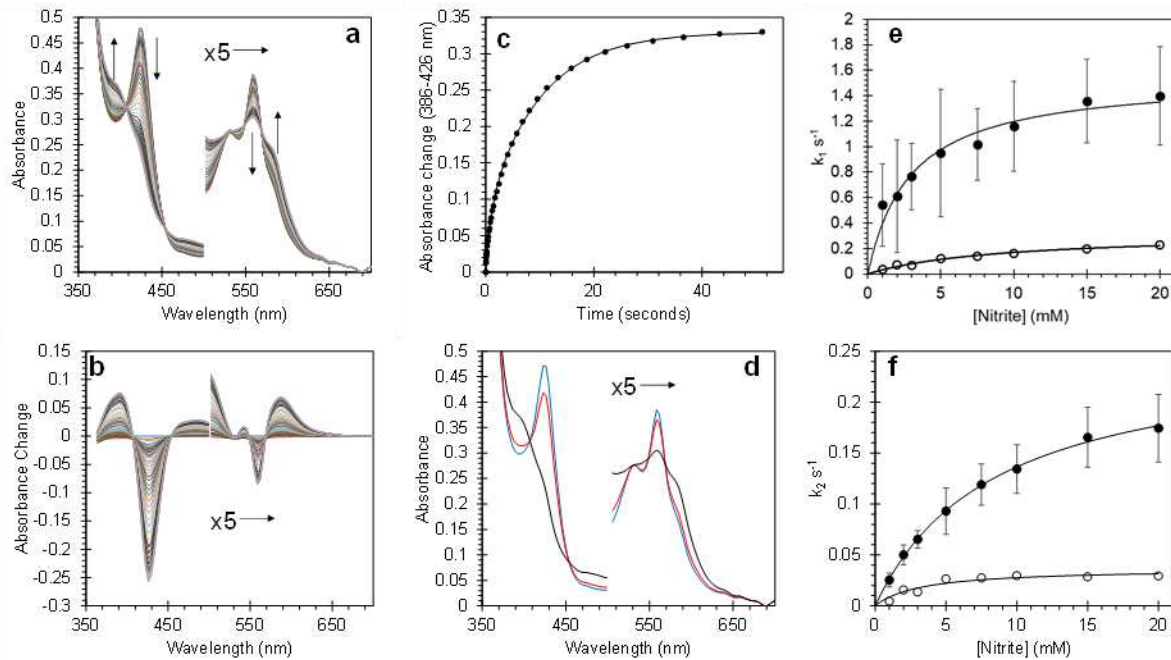 a
0.5
0.45
0.4
0.35
0.3
0.25
0.2
0.15
0.1
0.05
0
x5
350 450 550 650
Wavelength (nm)
Absorbance
c
0.35
0.3
0.25
0.2
0.15
0.1
0.05
0
0 20 40
Time (seconds)
Absorbance change (386-426 nm)
e
2
1.8
1.6
1.4
1.2
1
0.8
0.6
0.4
0.2
0
0 5 10 15 20
[Nitrite] (mM)
k1 s-1
b
0.15
0.1
0.05
0
-0.05
-0.1
-0.15
-0.2
-0.25
-0.3
x5
350 450 550 650
Wavelength (nm)
Absorbance Change
d
0.5
0.45
0.4
0.35
0.3
0.25
0.2
0.15
0.1
0.05
0
x5
350 450 550 650
Wavelength (nm)
Absorbance
f
0.25
0.2
0.15
0.1
0.05
0
0 5 10 15 20
[Nitrite] (mM)
k2 s-1